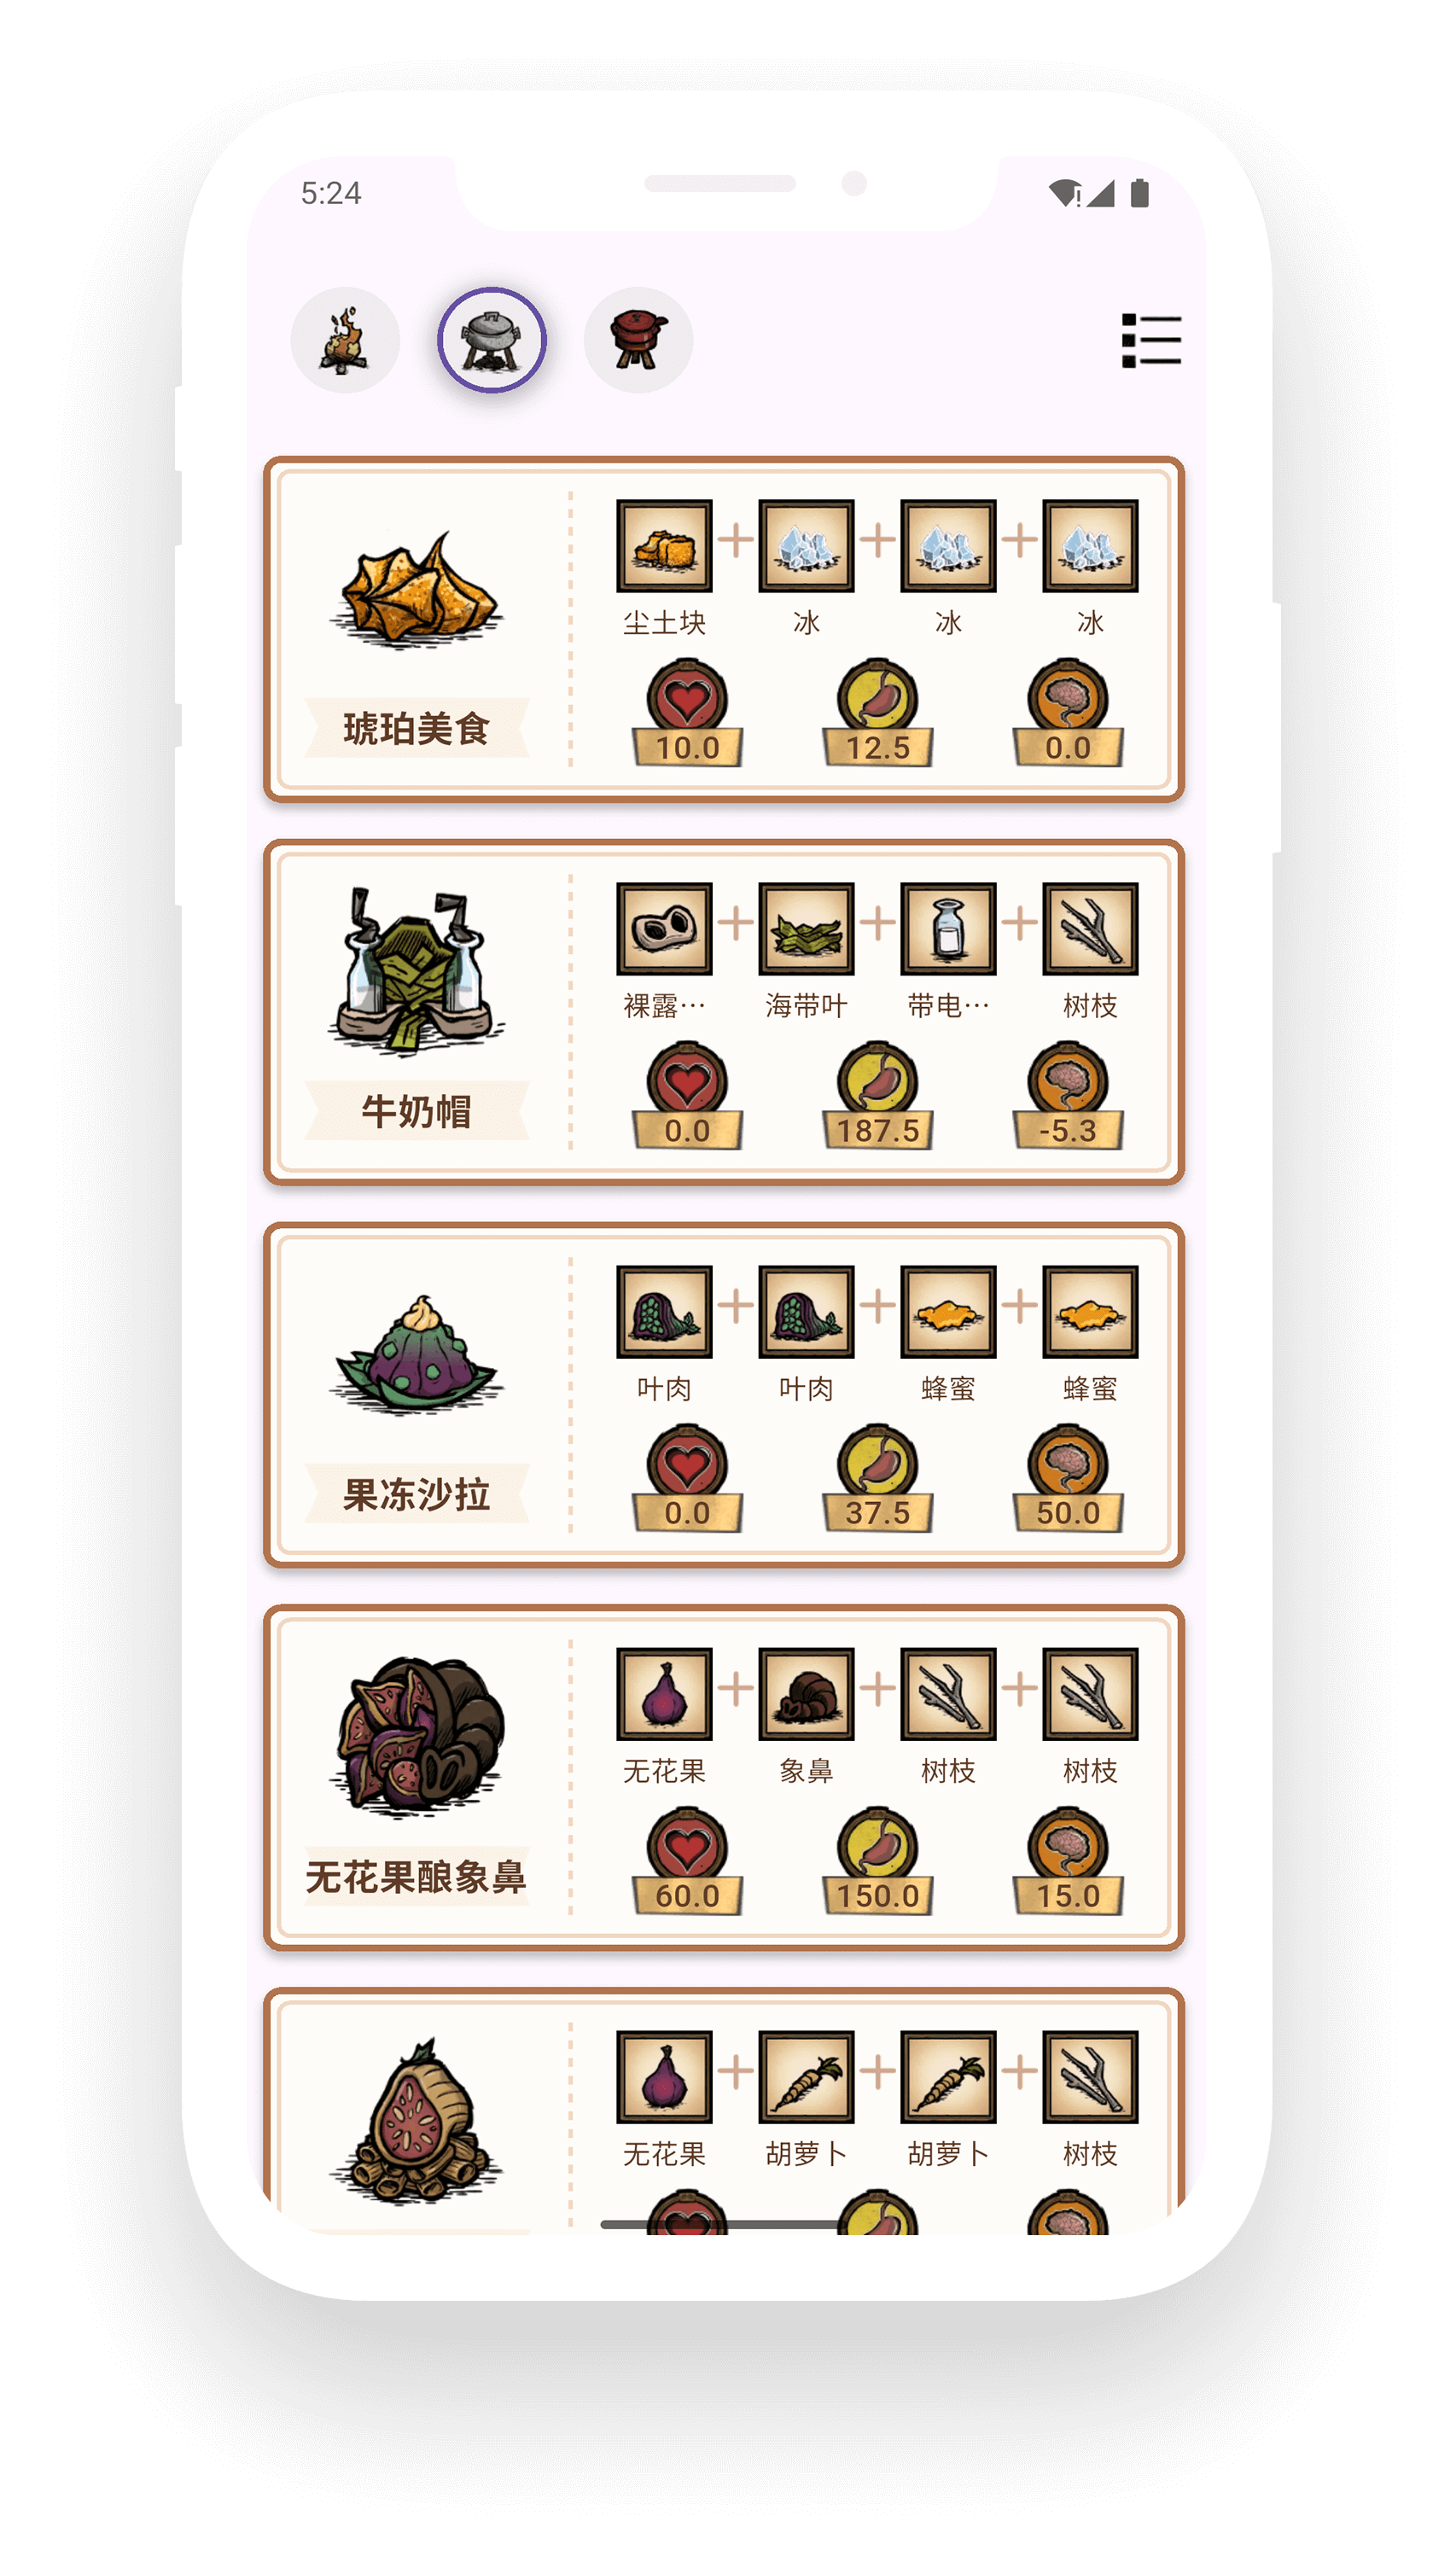 5:24
尘土块 冰 冰 冰
琥珀美食
10.0 12.5 0.0
裸露… 海带叶 带电… 树枝
牛奶帽
0.0 187.5 -5.3
叶肉 叶肉 蜂蜜 蜂蜜
果冻沙拉
0.0 37.5 50.0
无花果 象鼻 树枝 树枝
无花果酿象鼻
60.0 150.0 15.0
无花果 胡萝卜 胡萝卜 树枝